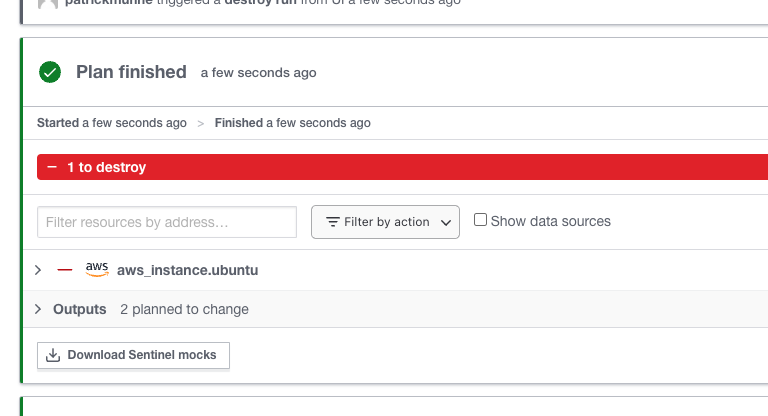 patrickmunne triggered a destroy run from UI a few seconds ago
Plan finished a few seconds ago
Started a few seconds ago > Finished a few seconds ago
− 1 to destroy
Filter resources by address... Filter by action Show data sources
aws aws_instance.ubuntu
Outputs 2 planned to change
Download Sentinel mocks